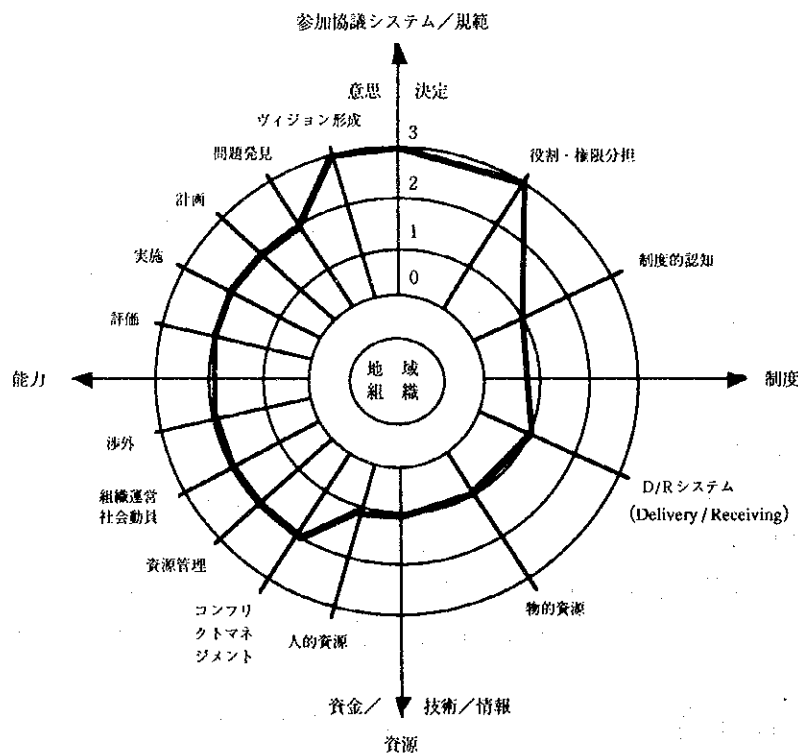 参加協議システム／規範
意思 決定
ヴィジョン形成
3
問題発見
役割・権限分担
2
計画
1
実施
制度的認知
0
評価
地 域
組 織
能力
制度
渉外
D/Rシステム
(Delivery / Receiving)
組織運営
社会動員
資源管理
物的資源
コンフリ
クトマネ
ジメント
人的資源
資金／ 技術／情報
資源